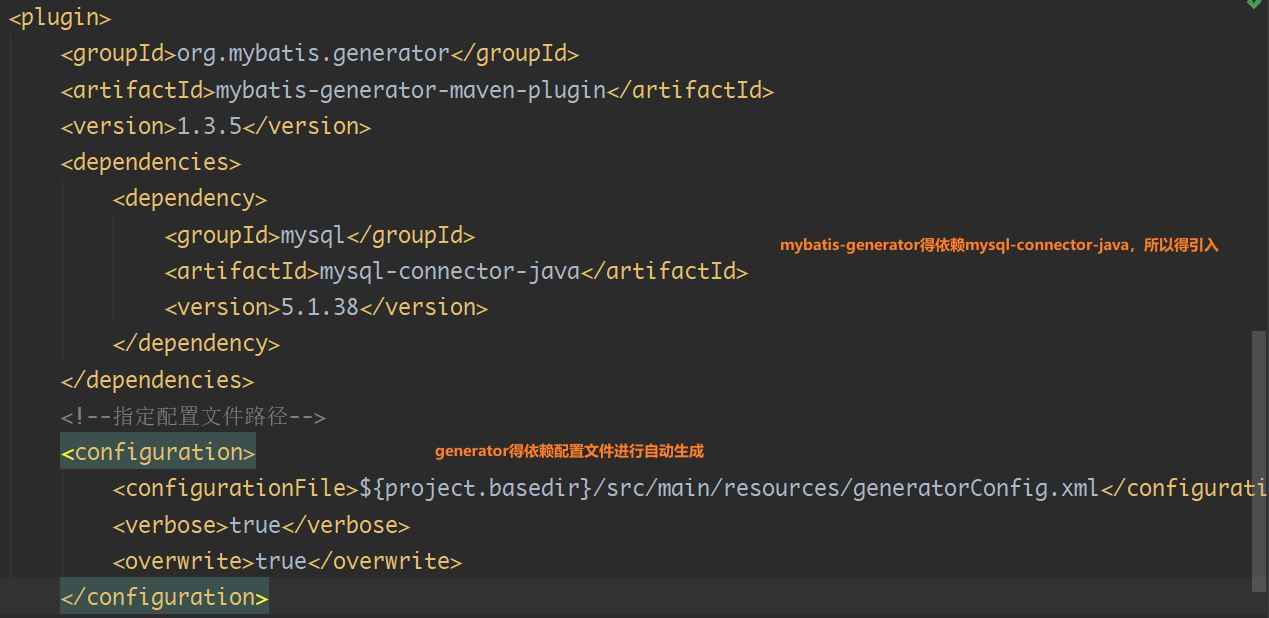 <plugin>
<groupId>org.mybatis.generator</groupId>
<artifactId>mybatis-generator-maven-plugin</artifactId>
<version>1.3.5</version>
<dependencies>
<dependency>
<groupId>mysql</groupId>
mybatis-generator得依赖mysql-connector-java，所以得引入
<artifactId>mysql-connector-java</artifactId>
<version>5.1.38</version>
</dependency>
</dependencies>
<!--指定配置文件路径-->
<configuration>
generator得依赖配置文件进行自动生成
<configurationFile>${project.basedir}/src/main/resources/generatorConfig.xml</configurati
<verbose>true</verbose>
<overwrite>true</overwrite>
</configuration>